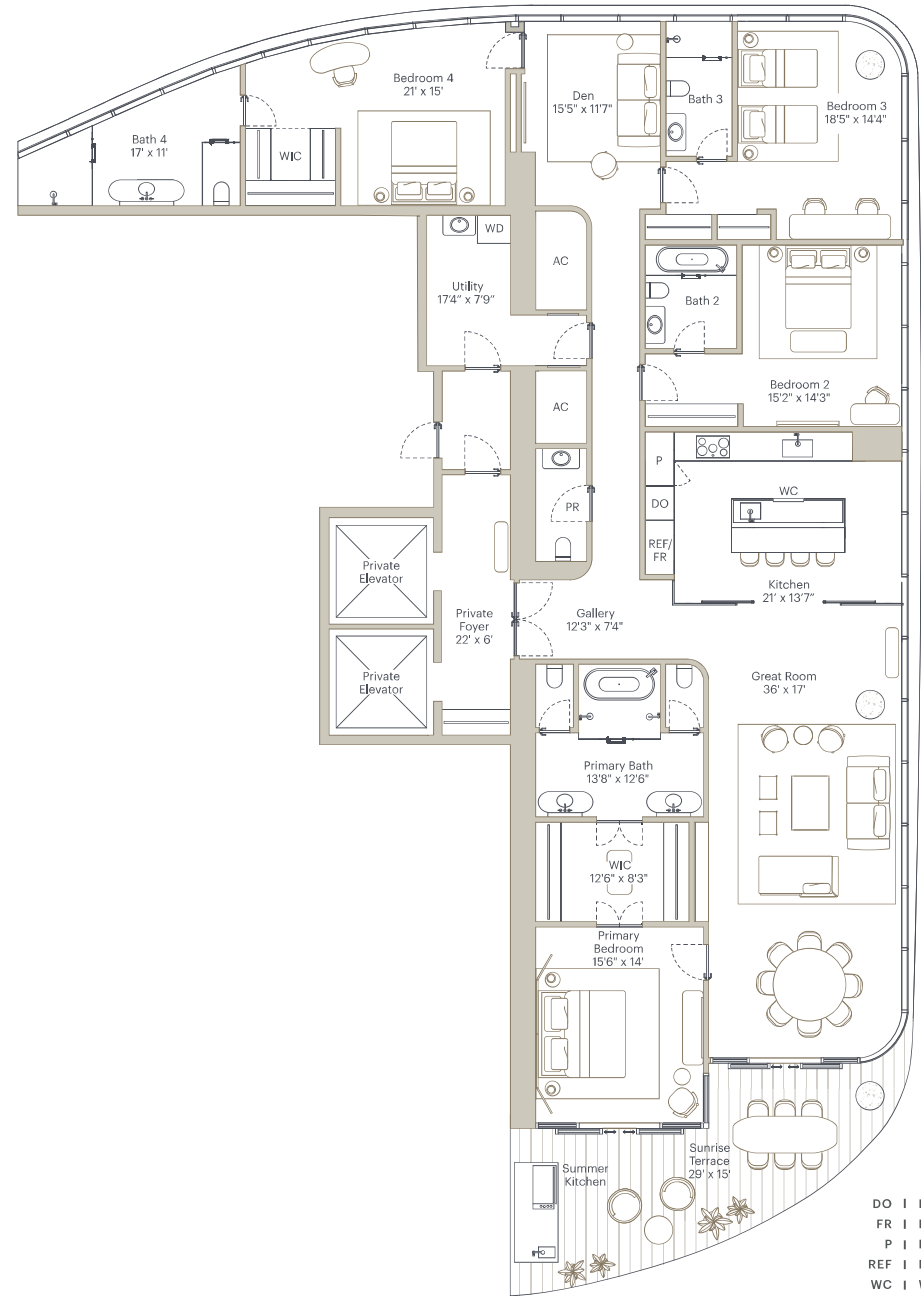 Bedroom 4
21' x 15'
Den
15'5" x 11'7"
Bath 3
Bedroom 3
18'5" x 14'4"
Bath 4
17' x 11'
WIC
WD
AC
Utility
17'4" x 7'9"
Bath 2
Bedroom 2
15'2" x 14'3"
AC
P
DO
REF/
FR
WC
PR
Kitchen
21' x 13'7"
Private
Elevator
Private
Foyer
22' x 6'
Gallery
12'3" x 7'4"
Private
Elevator
Great Room
36' x 17'
Primary Bath
13'8" x 12'6"
WIC
12'6" x 8'3"
Primary
Bedroom
15'6" x 14'
Summer
Kitchen
Sunrise
Terrace
29' x 15'
DO |
FR |
P |
REF |
WC |